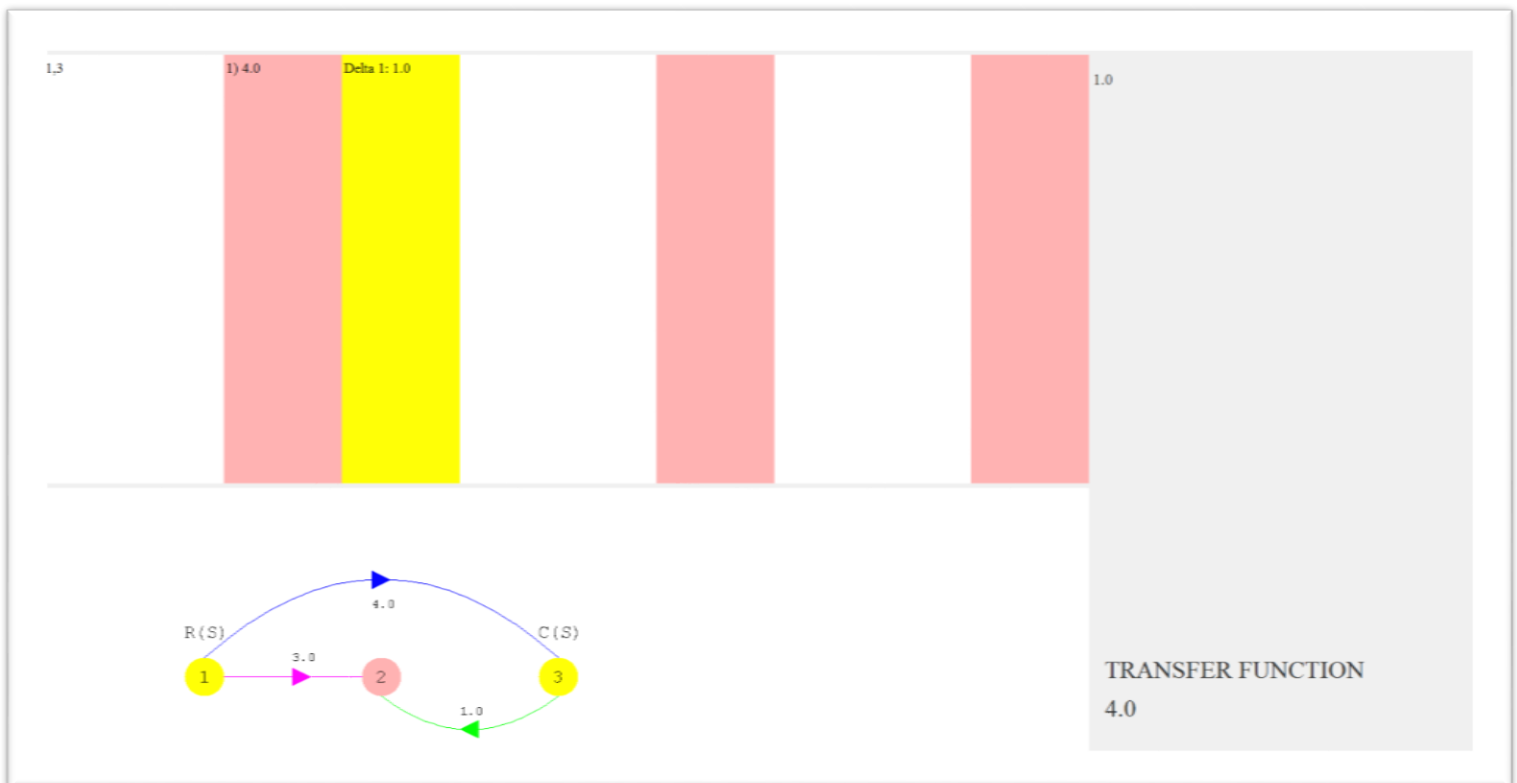 1,3
1) 4.0
Delta 1: 1.0
1.0
4.0
R(S)
C(S)
3.0
1
2
3
1.0
TRANSFER FUNCTION
4.0